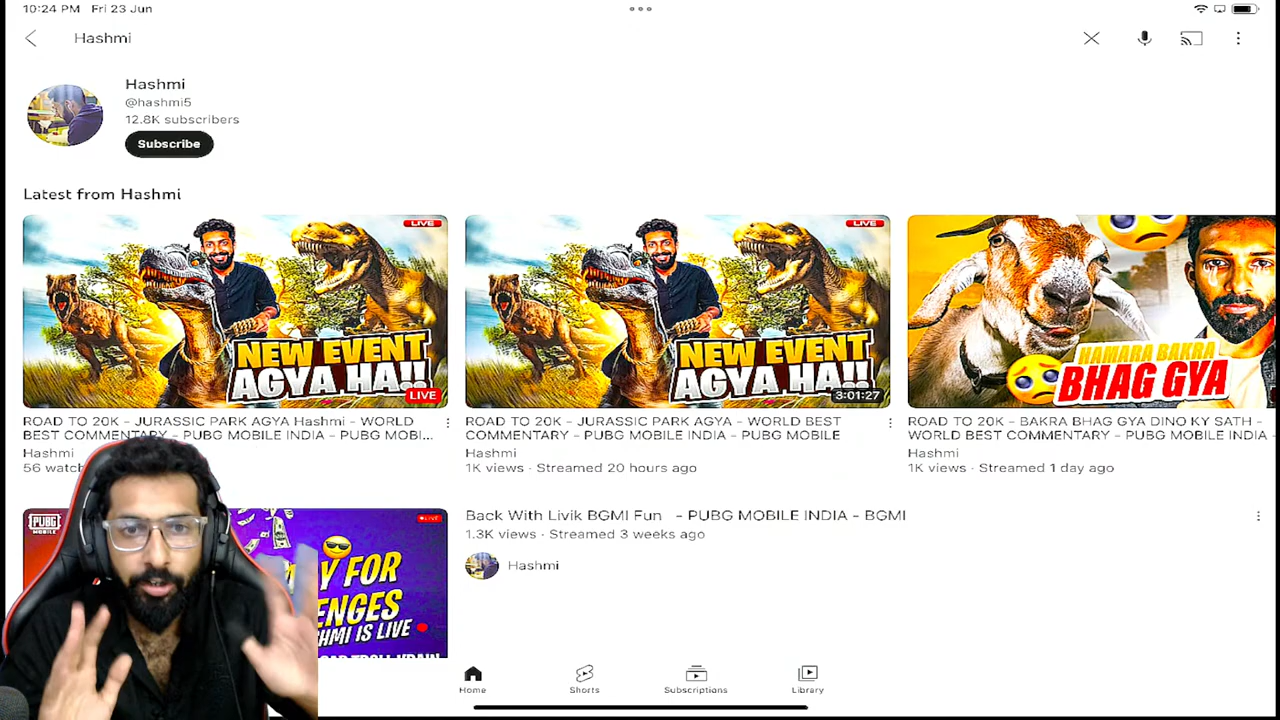 10:24 PM Fri 23 Jun
Hashmi
Hashmi
@hashmi5
12.8K subscribers
Subscribe
Latest from Hashmi
LIVE
NEW EVENT
AGYA HA!!
LIVE
LIVE
NEW EVENT
AGYA HA!!
3:01:27
HAMARA BAKRA
BHAG GYA
ROAD TO 20K - JURASSIC PARK AGYA Hashmi - WORLD
BEST COMMENTARY - PUBG MOBILE INDIA - PUBG MOBI...
Hashmi
56
ROAD TO 20K - JURASSIC PARK AGYA - WORLD BEST
COMMENTARY - PUBG MOBILE INDIA - PUBG MOBILE
Hashmi
1K views · Streamed 20 hours ago
ROAD TO 20K - BAKRA BHAG GYA DINO KY SATH -
WORLD BEST COMMENTARY - PUBG MOBILE INDIA -
Hashmi
1K views · Streamed 1 day ago
PUBG
MOBILE
LIVE
FOR
IS LIVE
Back With Livik BGMI Fun - PUBG MOBILE INDIA - BGMI
1.3K views · Streamed 3 weeks ago
Hashmi
Home
Shorts
Subscriptions
Library